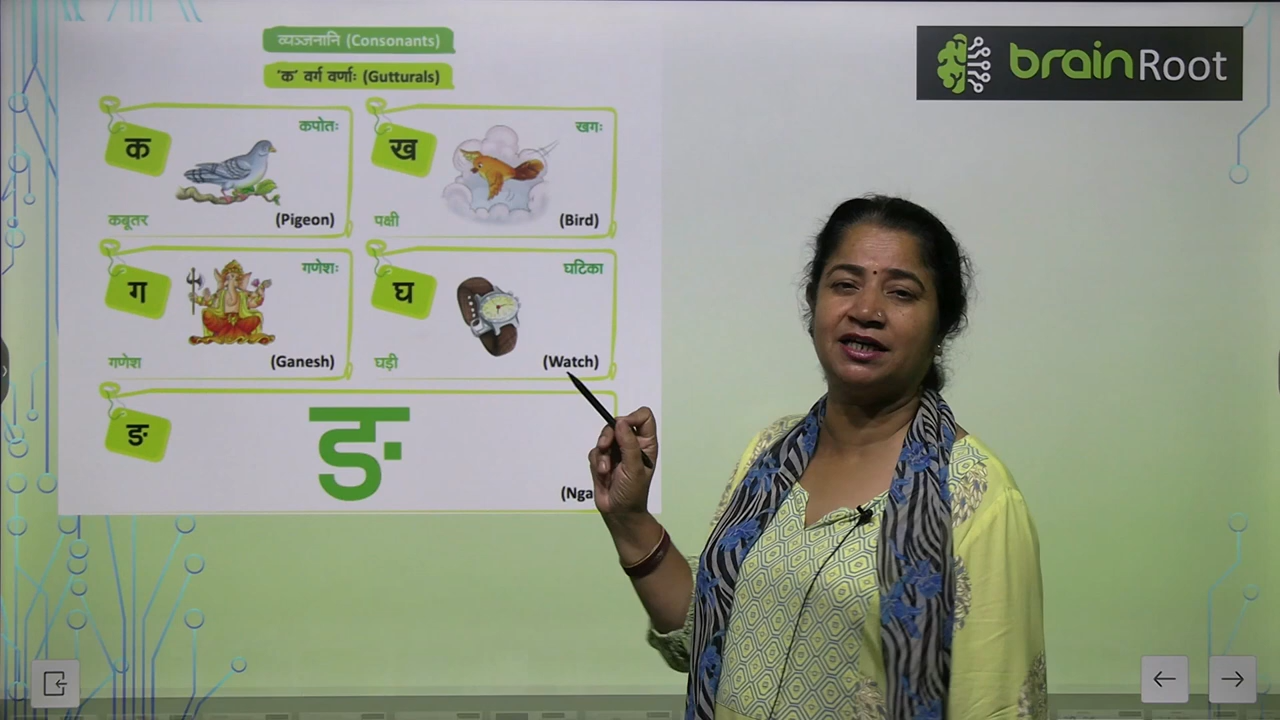 व्यञ्जनानि (Consonants)
'क' वर्ग वर्णाः (Gutturals)
brainRoot
क
कपोतः
कबूतर
(Pigeon)
ख
खगः
पक्षी
(Bird)
ग
गणेशः
गणेश
(Ganesh)
घ
घटिका
घड़ी
(Watch)
ङ
ङ
(Nga